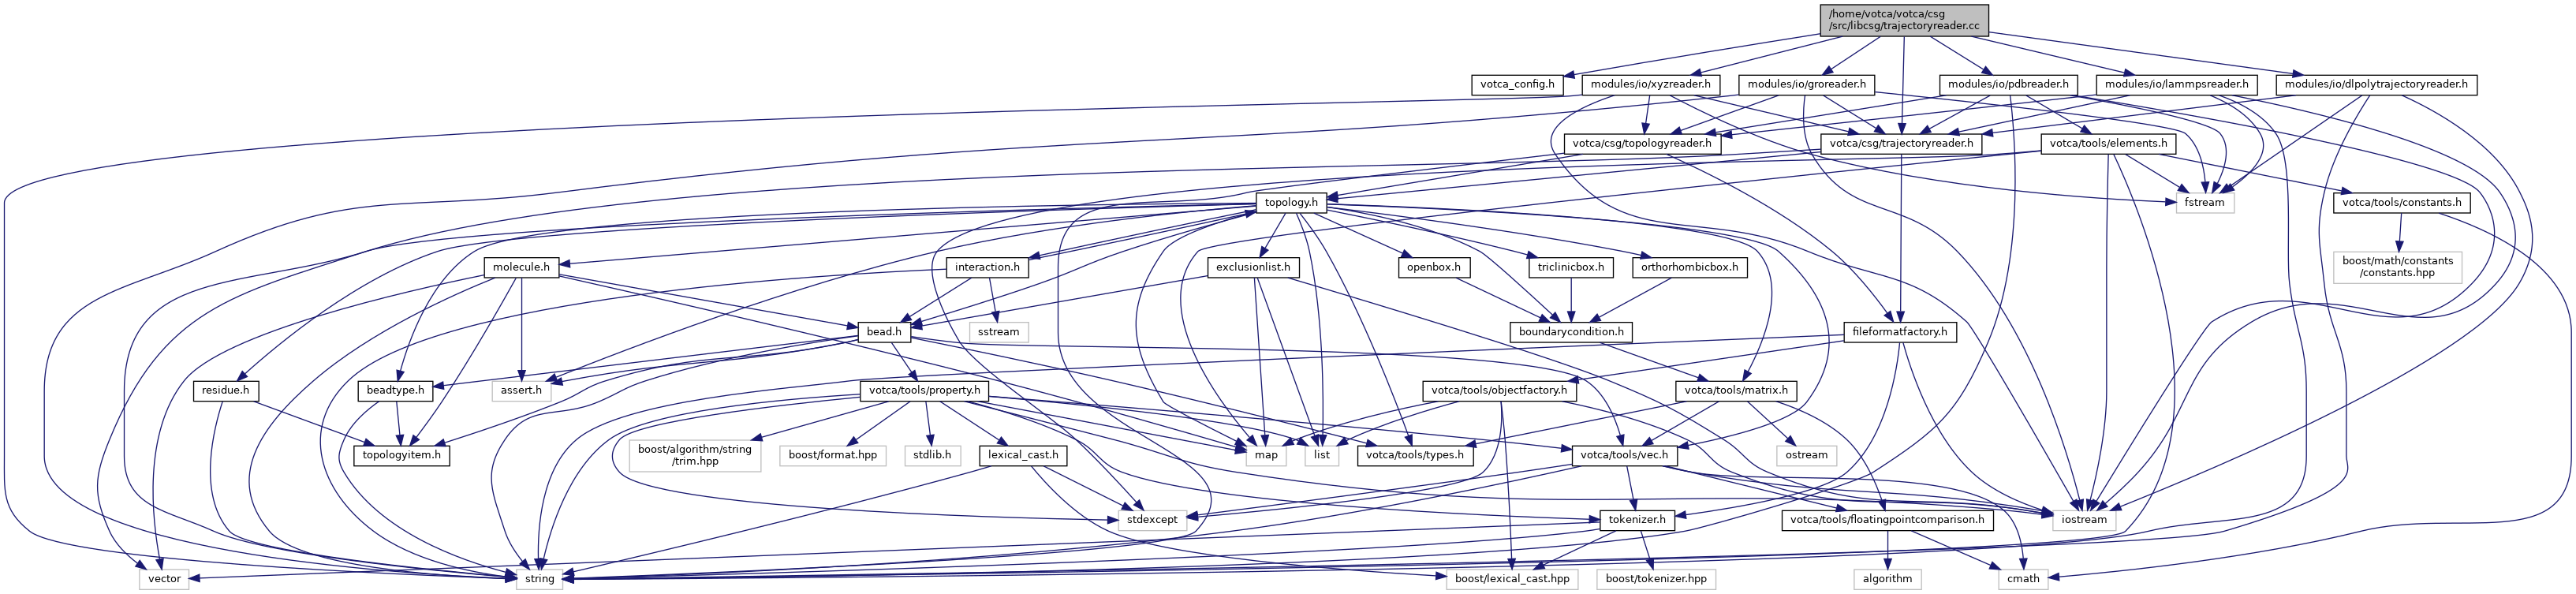 /home/votca/votca/csg
/src/libcsg/trajectoryreader.cc
votca_config.h
modules/io/xyzreader.h
modules/io/groreader.h
modules/io/pdbreader.h
modules/io/lammpsreader.h
modules/io/dlpolytrajectoryreader.h
votca/csg/topologyreader.h
votca/csg/trajectoryreader.h
votca/tools/elements.h
topology.h
fstream
votca/tools/constants.h
molecule.h
interaction.h
exclusionlist.h
openbox.h
triclinicbox.h
orthorhombicbox.h
boost/math/constants
/constants.hpp
bead.h
sstream
boundarycondition.h
fileformatfactory.h
residue.h
beadtype.h
assert.h
votca/tools/property.h
votca/tools/objectfactory.h
votca/tools/matrix.h
topologyitem.h
boost/algorithm/string
/trim.hpp
boost/format.hpp
stdlib.h
lexical_cast.h
map
list
votca/tools/types.h
votca/tools/vec.h
ostream
stdexcept
tokenizer.h
votca/tools/floatingpointcomparison.h
iostream
vector
string
boost/lexical_cast.hpp
boost/tokenizer.hpp
algorithm
cmath